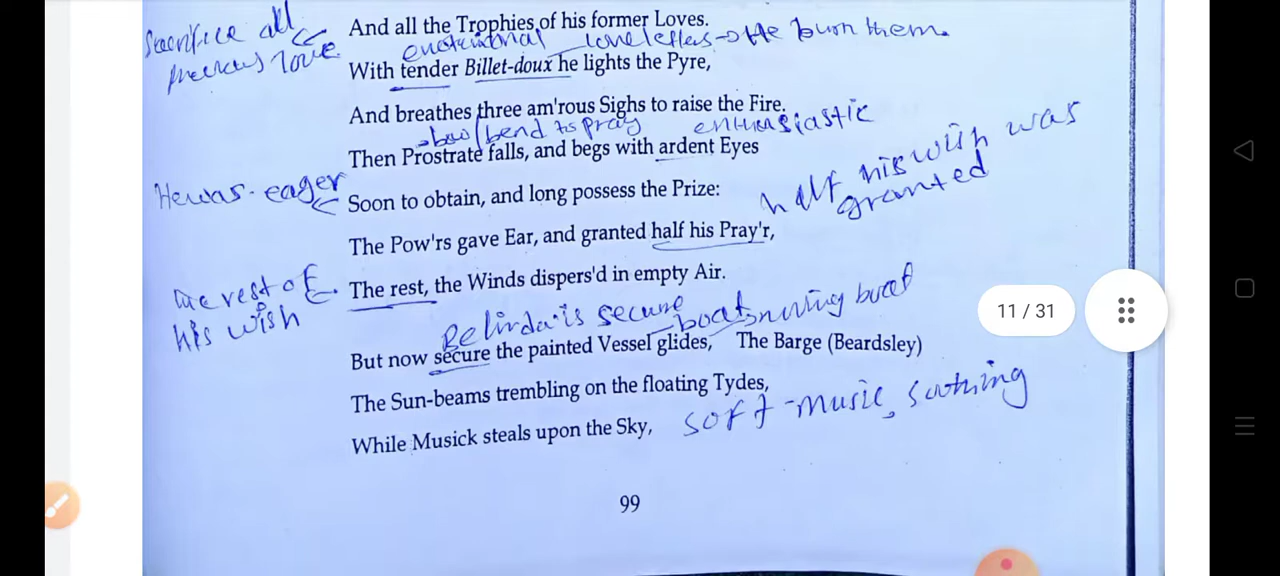 And all the Trophies of his former Loves.
Sacrifice all
precious love
emotional
love letters → He burn them.
With tender Billet-doux he lights the Pyre,
And breathes three am'rous Sighs to raise the Fire.
bow/bend to pray
enthusiastic
Then Prostrate falls, and begs with ardent Eyes
He was eager
Soon to obtain, and long possess the Prize:
half his wish was
granted
The Pow'rs gave Ear, and granted half his Pray'r,
the rest of
his wish
The rest, the Winds dispers'd in empty Air.
Belinda is secure
boat
boat
But now secure the painted Vessel glides, The Barge (Beardsley)
The Sun-beams trembling on the floating Tydes,
While Musick steals upon the Sky,
soft-music, soothing
99
11 / 31